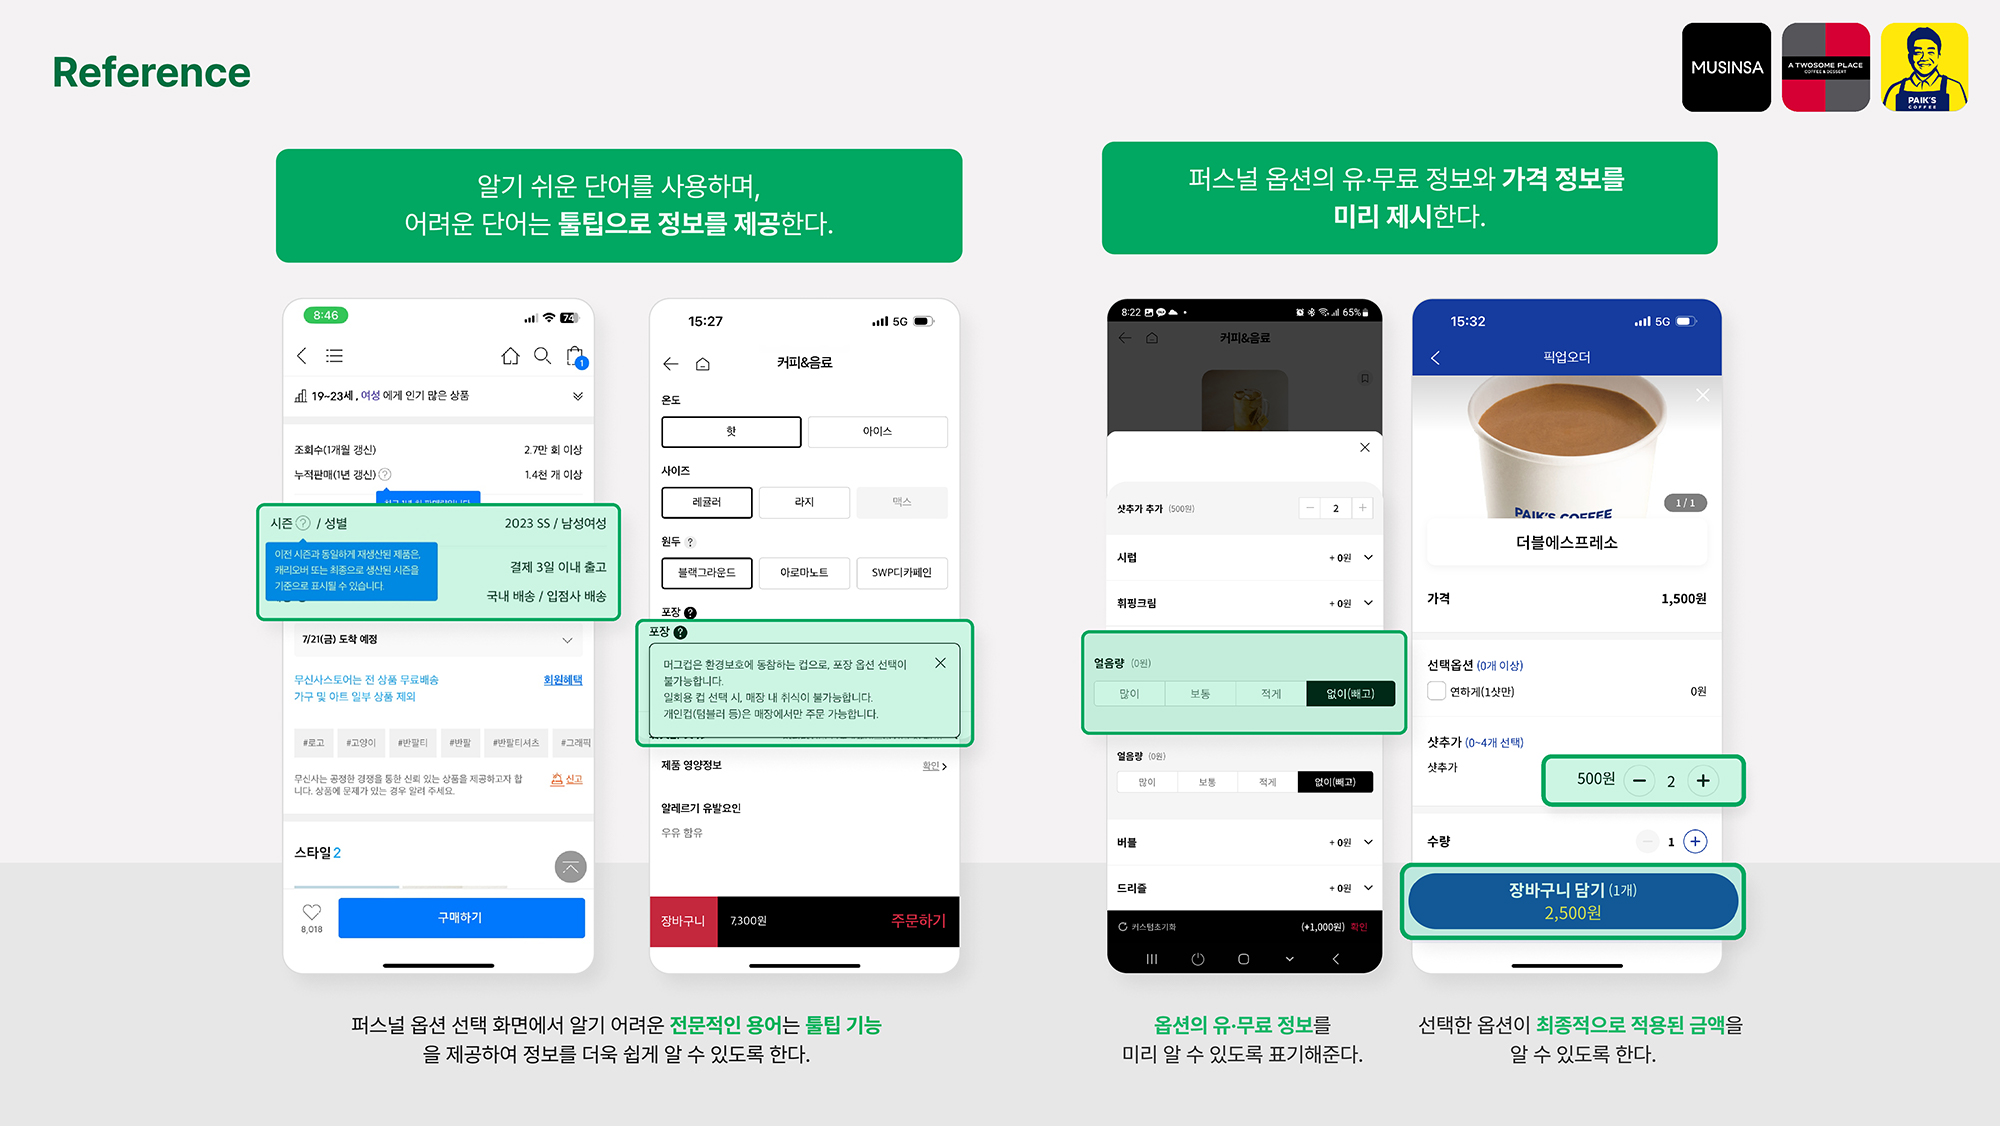 Reference
MUSINSA
A TWOSOME PLACE
COFFEE & DESSERT
PAIK'S
COFFEE
알기 쉬운 단어를 사용하며,
어려운 단어는 툴팁으로 정보를 제공한다.
퍼스널 옵션의 유·무료 정보와 가격 정보를
미리 제시한다.
8:46
74
1
19~23세, 여성 에게 인기 많은 상품
조회수(1개월 갱신) 2.7만 회 이상
누적판매(1년 갱신) ? 1.4천 개 이상
시즌 ? / 성별 2023 SS / 남성여성
이전 시즌과 동일하게 재생산된 제품은,
캐리오버 또는 최종으로 생산된 시즌을
기준으로 표시될 수 있습니다.
결제 3일 이내 출고
국내 배송 / 입점사 배송
7/21(금) 도착 예정
무신사스토어는 전 상품 무료배송
가구 및 아트 일부 상품 제외
회원혜택
#로고 #고양이 #반팔티 #반팔 #반팔티셔츠 #그래픽
무신사는 공정한 경쟁을 통한 신뢰 있는 상품을 제공하고자 합
니다. 상품에 문제가 있는 경우 알려 주세요.
신고
스타일 2
8,018
구매하기
15:27
5G
커피&음료
온도
핫 아이스
사이즈
레귤러 라지 맥스
원두 ?
블랙그라운드 아로마노트 SWP디카페인
포장 ?
포장 ?
머그컵은 환경보호에 동참하는 컵으로, 포장 옵션 선택이
불가능합니다.
일회용 컵 선택 시, 매장 내 취식이 불가능합니다.
개인컵(텀블러 등)은 매장에서만 주문 가능합니다.
제품 영양정보 확인
알레르기 유발요인
우유 함유
장바구니 7,300원 주문하기
8:22
65%
커피&음료
샷추가 추가 (500원) 2
시럽 + 0원
휘핑크림 + 0원
얼음량 (0원)
많이 보통 적게 없이(빼고)
얼음량 (0원)
많이 보통 적게 없이(빼고)
버블 + 0원
드리즐 + 0원
커스텀초기화 (+1,000원) 확인
15:32
5G
픽업오더
PAIK'S COFFEE
1 / 1
더블에스프레소
가격 1,500원
선택옵션 (0개 이상)
연하게(1샷만) 0원
샷추가 (0~4개 선택)
샷추가
500원 2
수량 1
장바구니 담기 (1개)
2,500원
퍼스널 옵션 선택 화면에서 알기 어려운 전문적인 용어는 툴팁 기능
을 제공하여 정보를 더욱 쉽게 알 수 있도록 한다.
옵션의 유·무료 정보를
미리 알 수 있도록 표기해준다.
선택한 옵션이 최종적으로 적용된 금액을
알 수 있도록 한다.